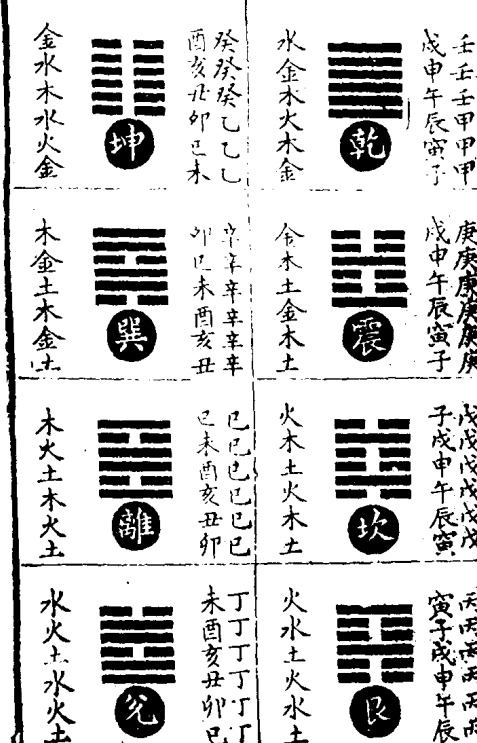 壬壬壬甲甲甲
戌申午辰寅子
乾
水金木火木金
癸癸癸乙乙乙
酉亥丑卯巳未
坤
金水木水火金
庚庚庚庚庚庚
戌申午辰寅子
震
金木土金木土
辛辛辛辛辛辛
卯巳未酉亥丑
巽
木金土木金土
戊戊戊戊戊戊
子戌申午辰寅
坎
火木土火木土
己己己己己己
巳未酉亥丑卯
離
木火土木火土
丙丙丙丙丙丙
寅子戌申午辰
艮
火水土火水土
丁丁丁丁丁丁
未酉亥丑卯巳
兌
水火土水火土